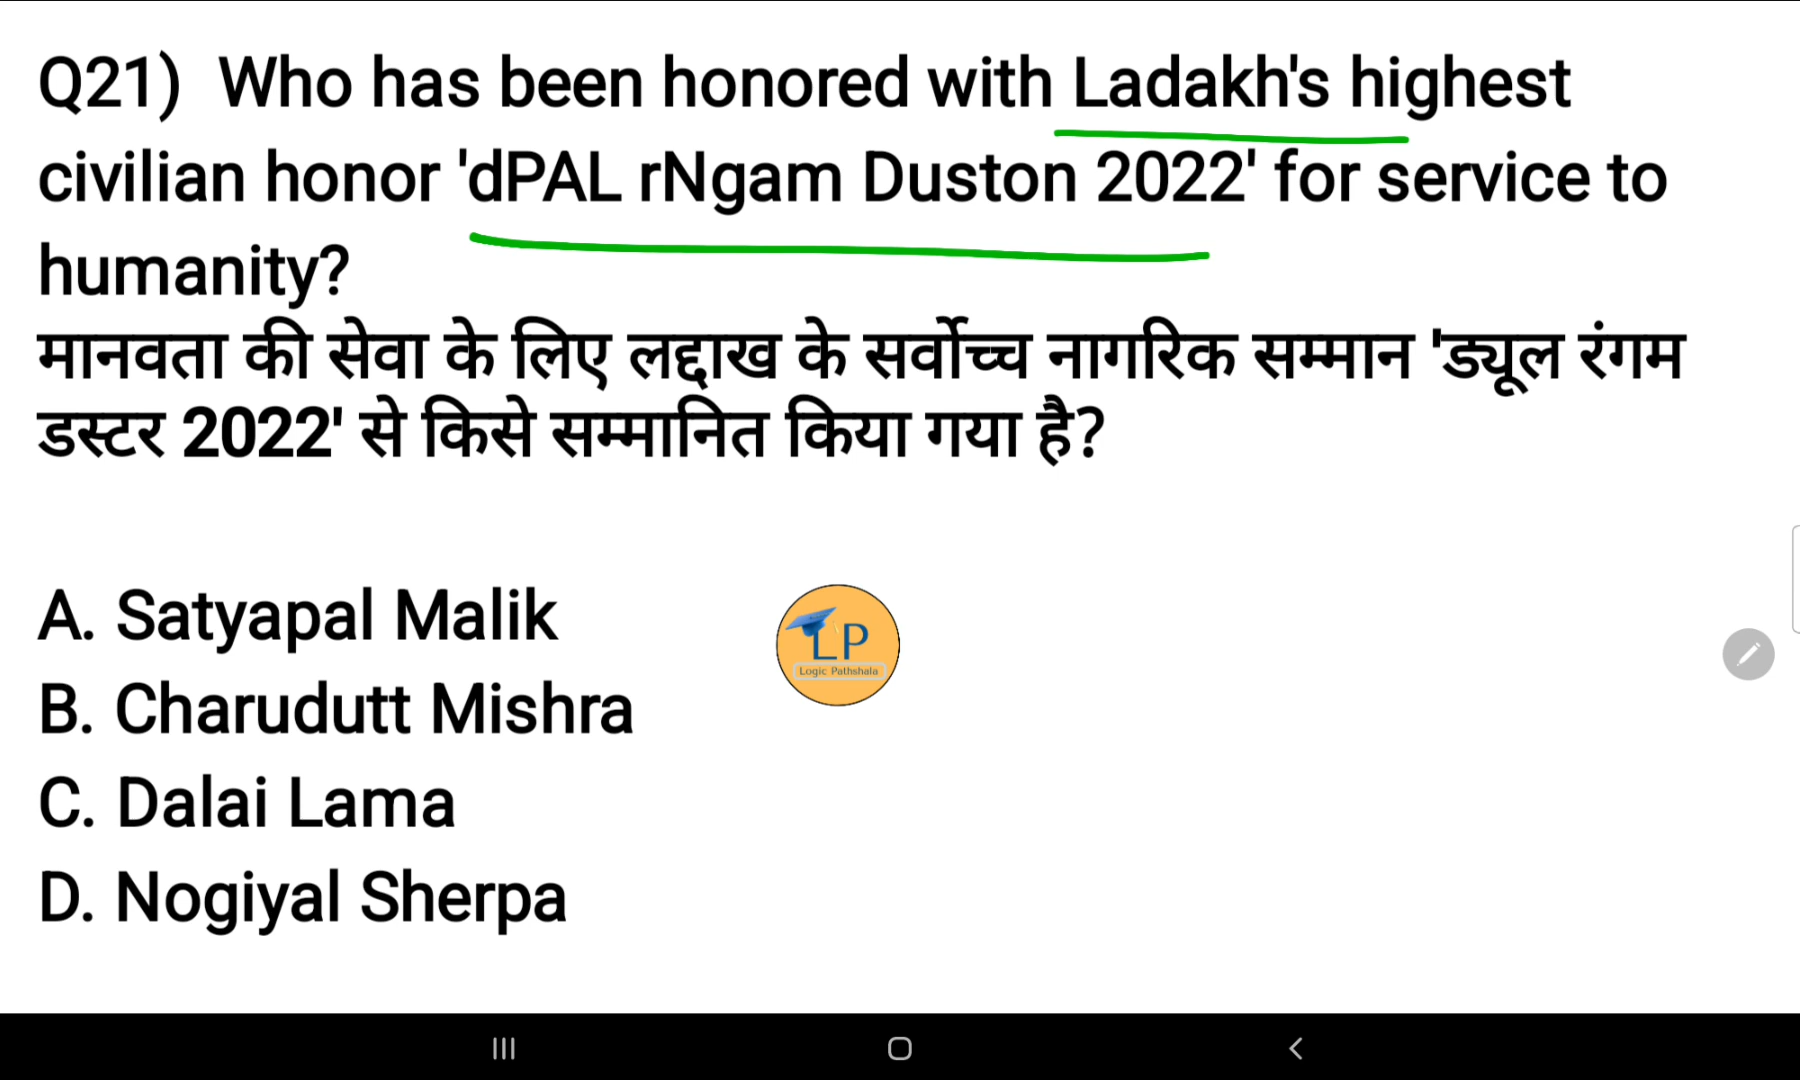 Q21) Who has been honored with Ladakh's highest
civilian honor 'dPAL rNgam Duston 2022' for service to
humanity?
मानवता की सेवा के लिए लद्दाख के सर्वोच्च नागरिक सम्मान 'ड्यूल रंगम
डस्टर 2022' से किसे सम्मानित किया गया है?
A. Satyapal Malik
B. Charudutt Mishra
C. Dalai Lama
D. Nogiyal Sherpa
LP
Logic Pathshala